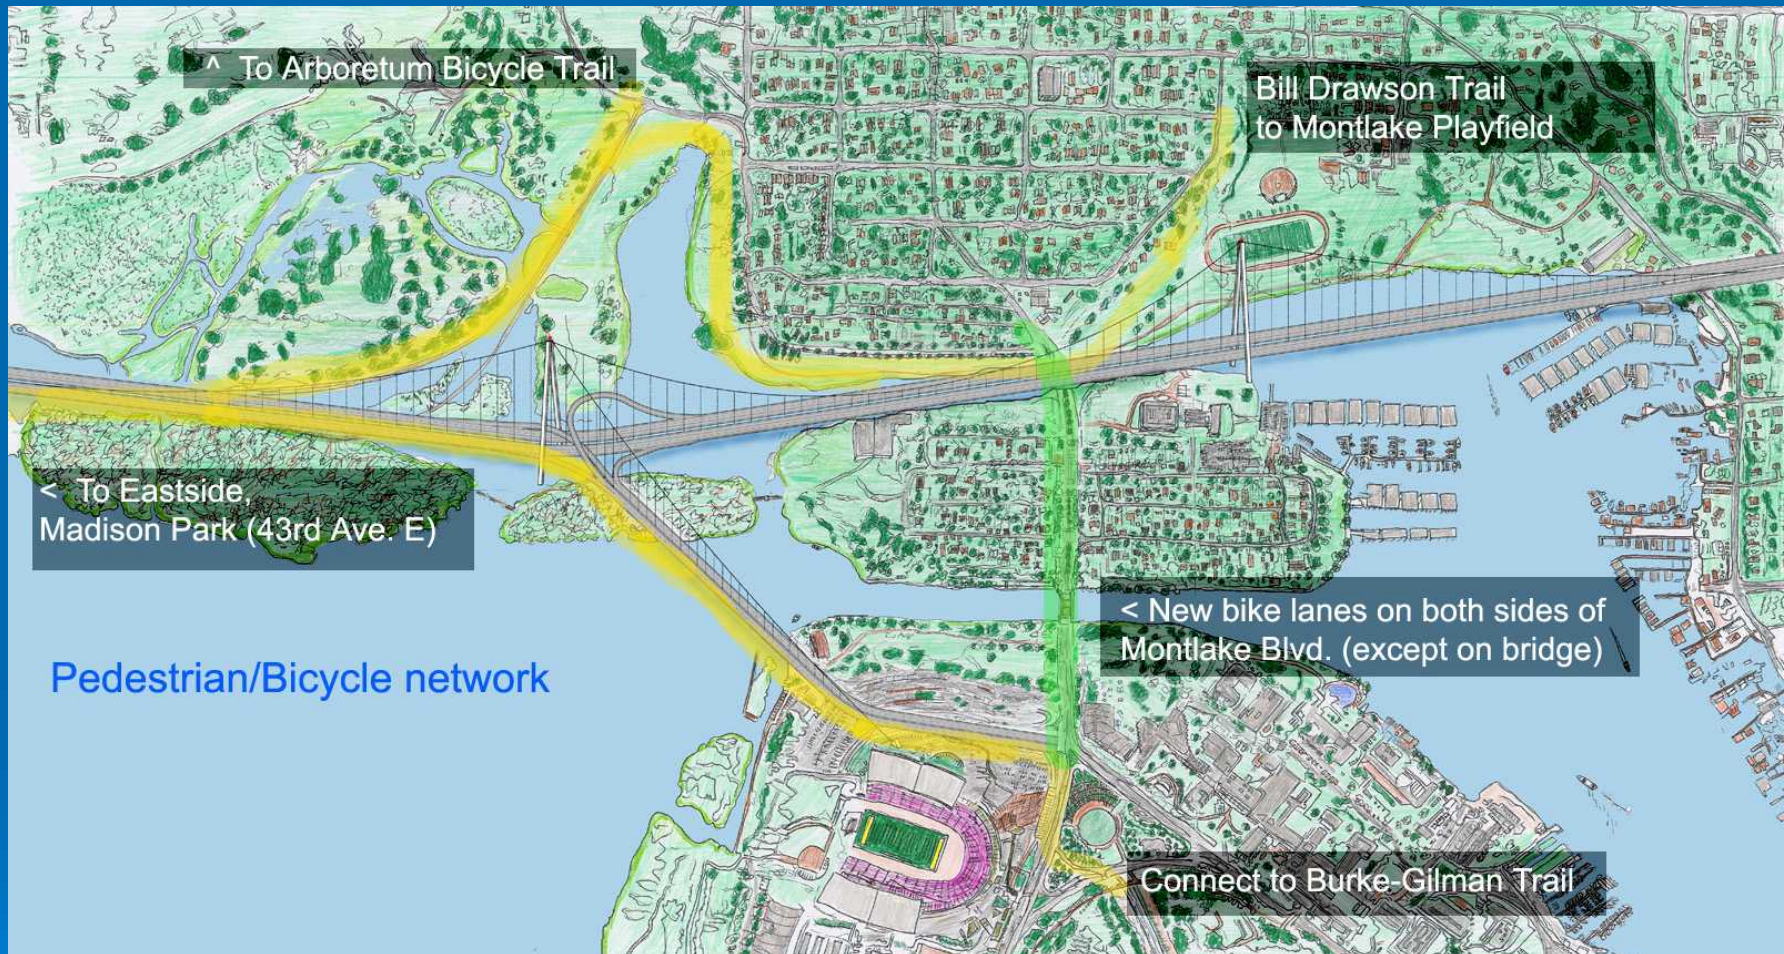 ^ To Arboretum Bicycle Trail
Bill Drawson Trail
to Montlake Playfield
< To Eastside,
Madison Park (43rd Ave. E)
< New bike lanes on both sides of
Montlake Blvd. (except on bridge)
Pedestrian/Bicycle network
Connect to Burke-Gilman Trail